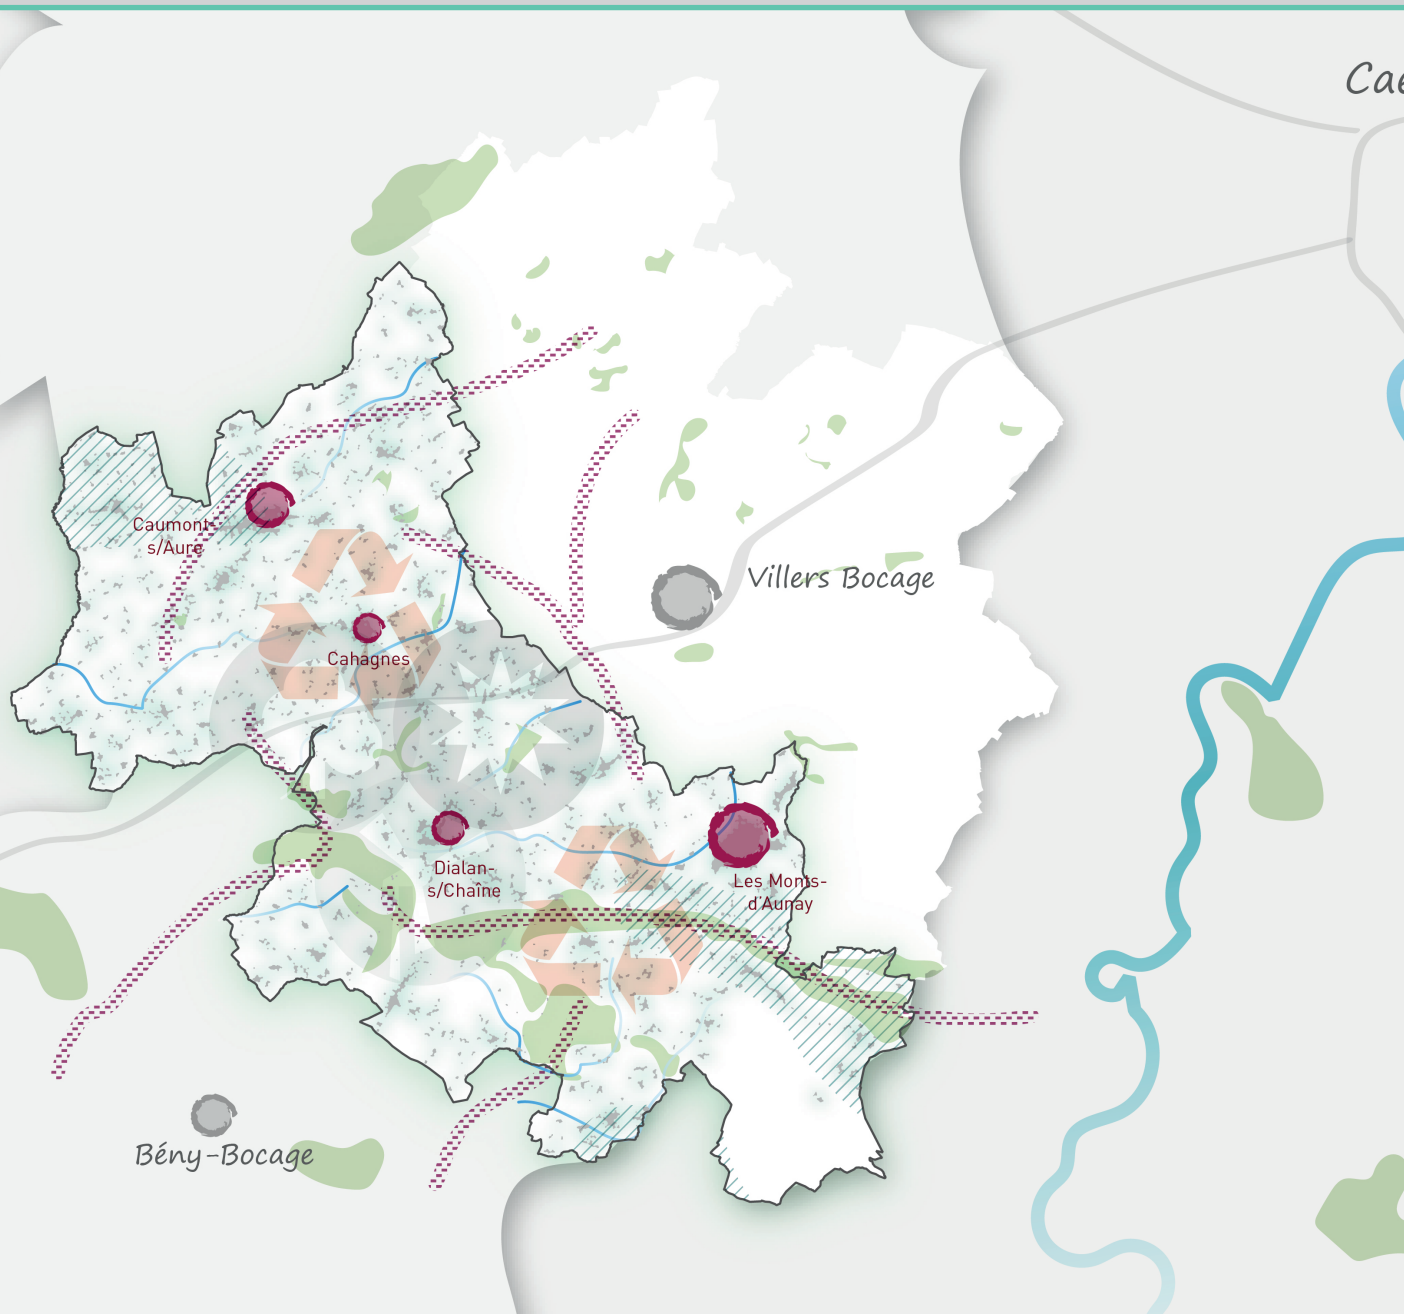 Cae
Caumont-
s/Aure
Villers Bocage
Cahagnes
Dialan-
s/Chaîne
Les Monts-
d'Aunay
Bény-Bocage